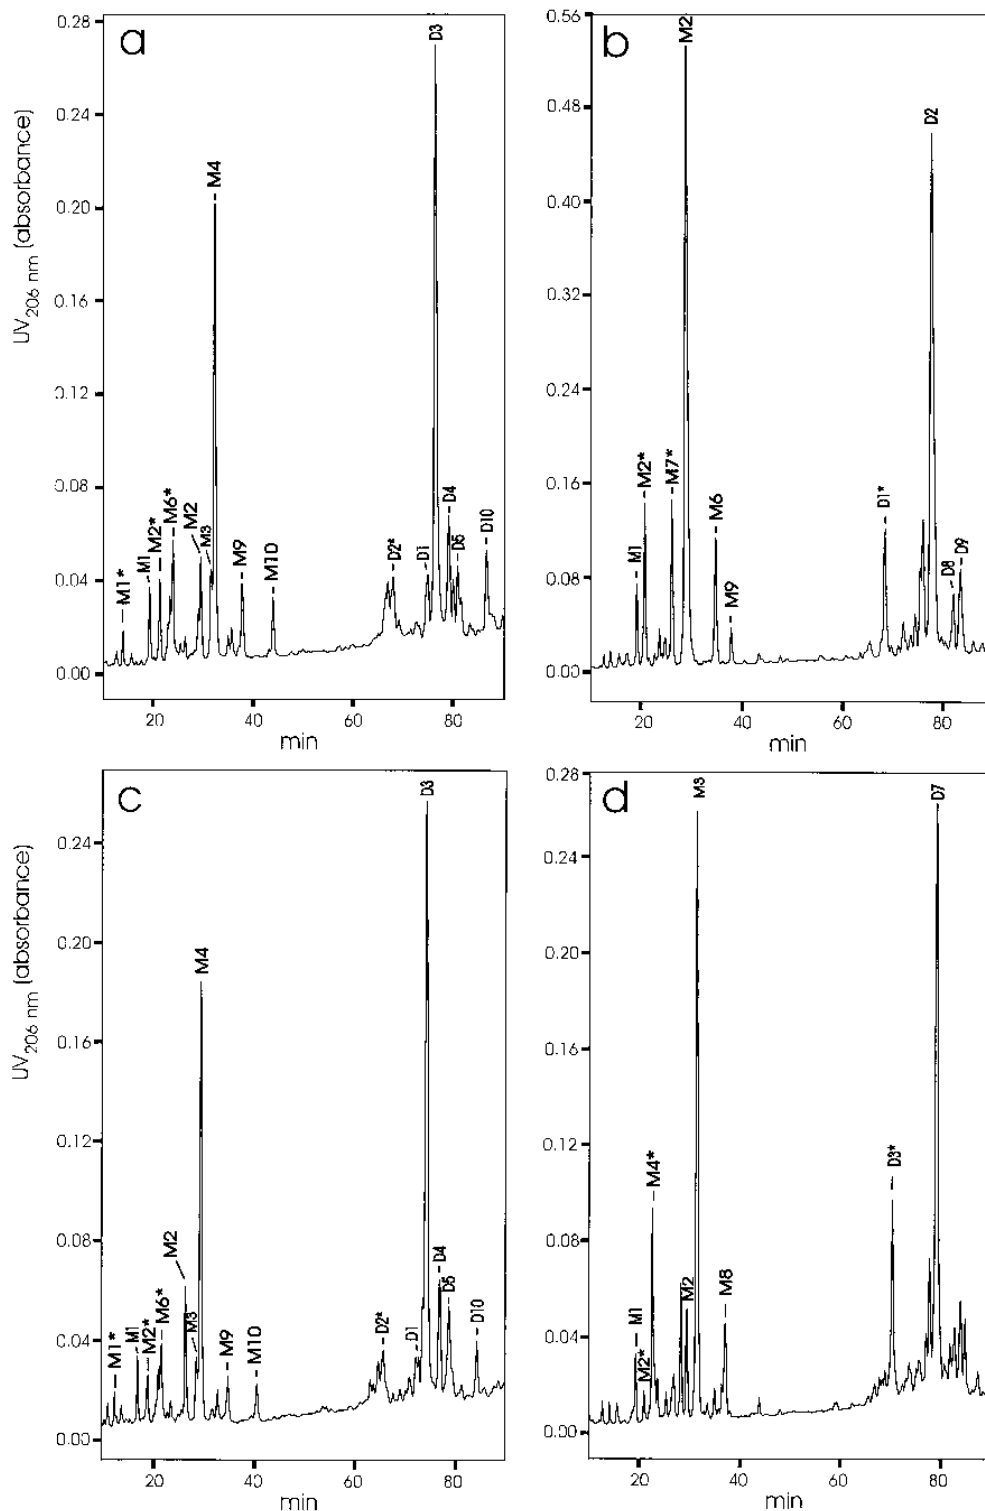 a
0.28
0.24
0.20
0.16
0.12
0.08
0.04
0.00
UV206 nm (absorbance)
M1*
M1
M2*
M6*
M2
M3
M4
M9
M10
D2*
D1
D3
D4
D5
D10
20 40 60 80
min
b
0.56
0.48
0.40
0.32
0.24
0.16
0.08
0.00
M1
M2*
M7*
M2
M6
M9
D1*
D2
D8
D9
20 40 60 80
min
c
0.24
0.20
0.16
0.12
0.08
0.04
0.00
UV206 nm (absorbance)
M1*
M1
M2*
M6*
M2
M3
M4
M9
M10
D2*
D1
D3
D4
D5
D10
20 40 60 80
min
d
0.28
0.24
0.20
0.16
0.12
0.08
0.04
0.00
M1
M2*
M4*
M2
M3
M8
D3*
D7
20 40 60 80
min